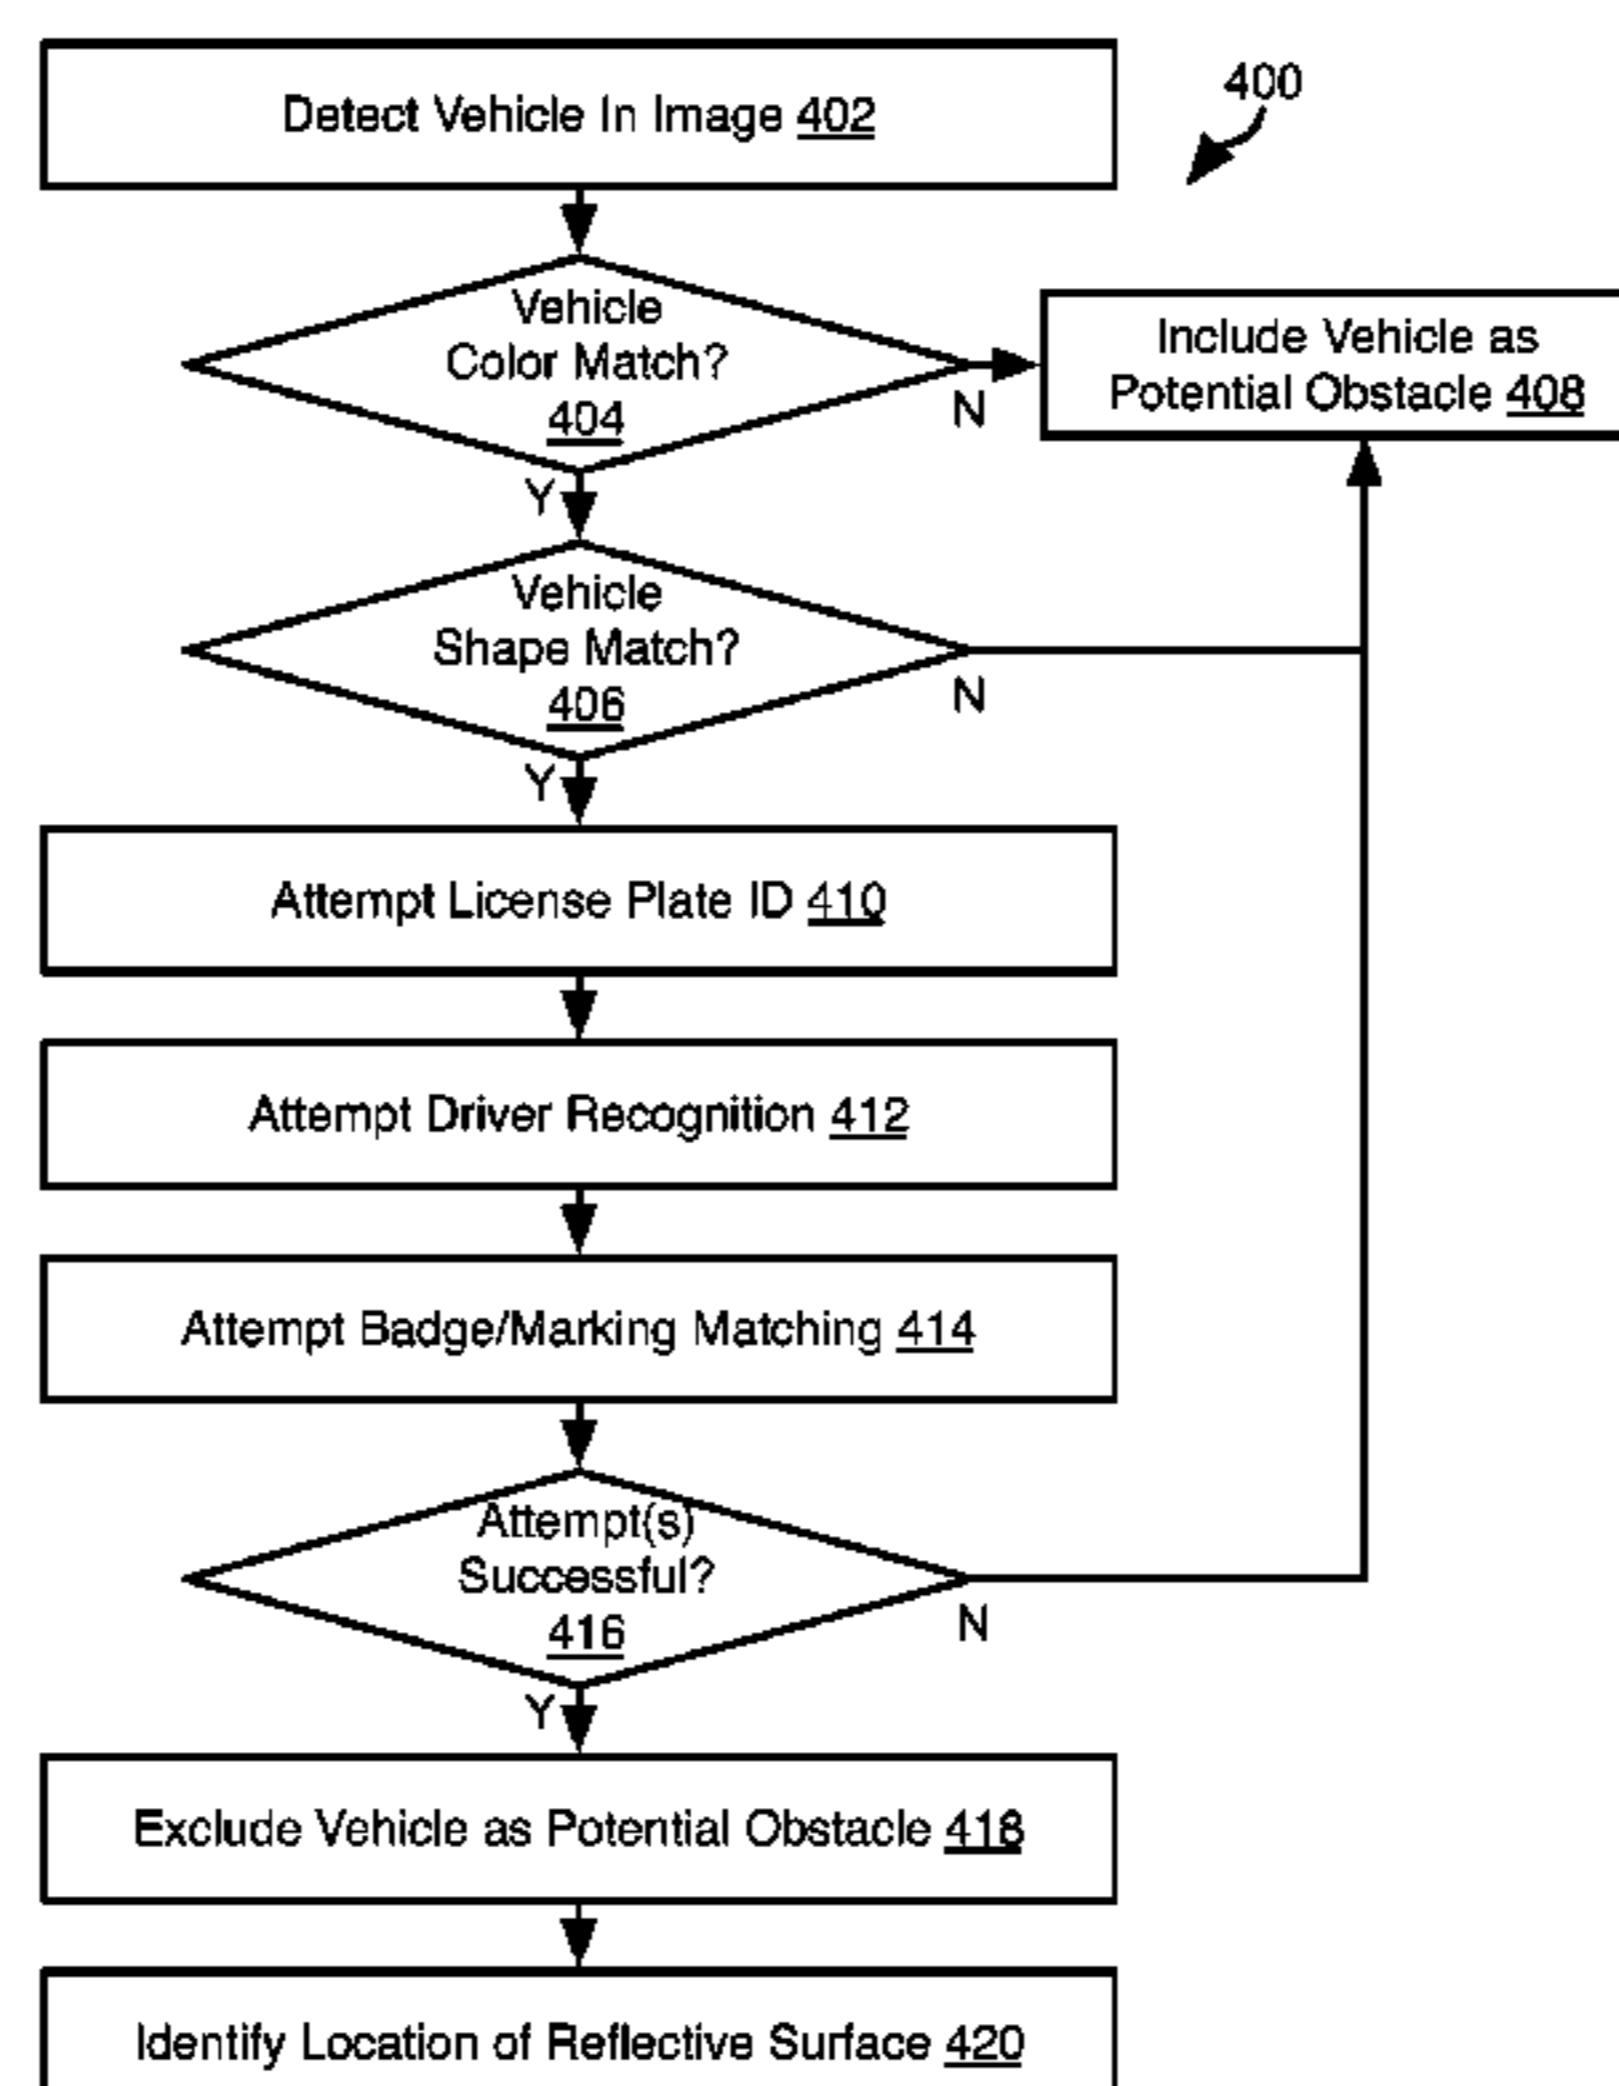 Detect Vehicle In Image 402
400
Vehicle
Color Match?
404
N
Include Vehicle as
Potential Obstacle 408
Y
Vehicle
Shape Match?
406
N
Y
Attempt License Plate ID 410
Attempt Driver Recognition 412
Attempt Badge/Marking Matching 414
Attempt(s)
Successful?
416
N
Y
Exclude Vehicle as Potential Obstacle 418
Identify Location of Reflective Surface 420